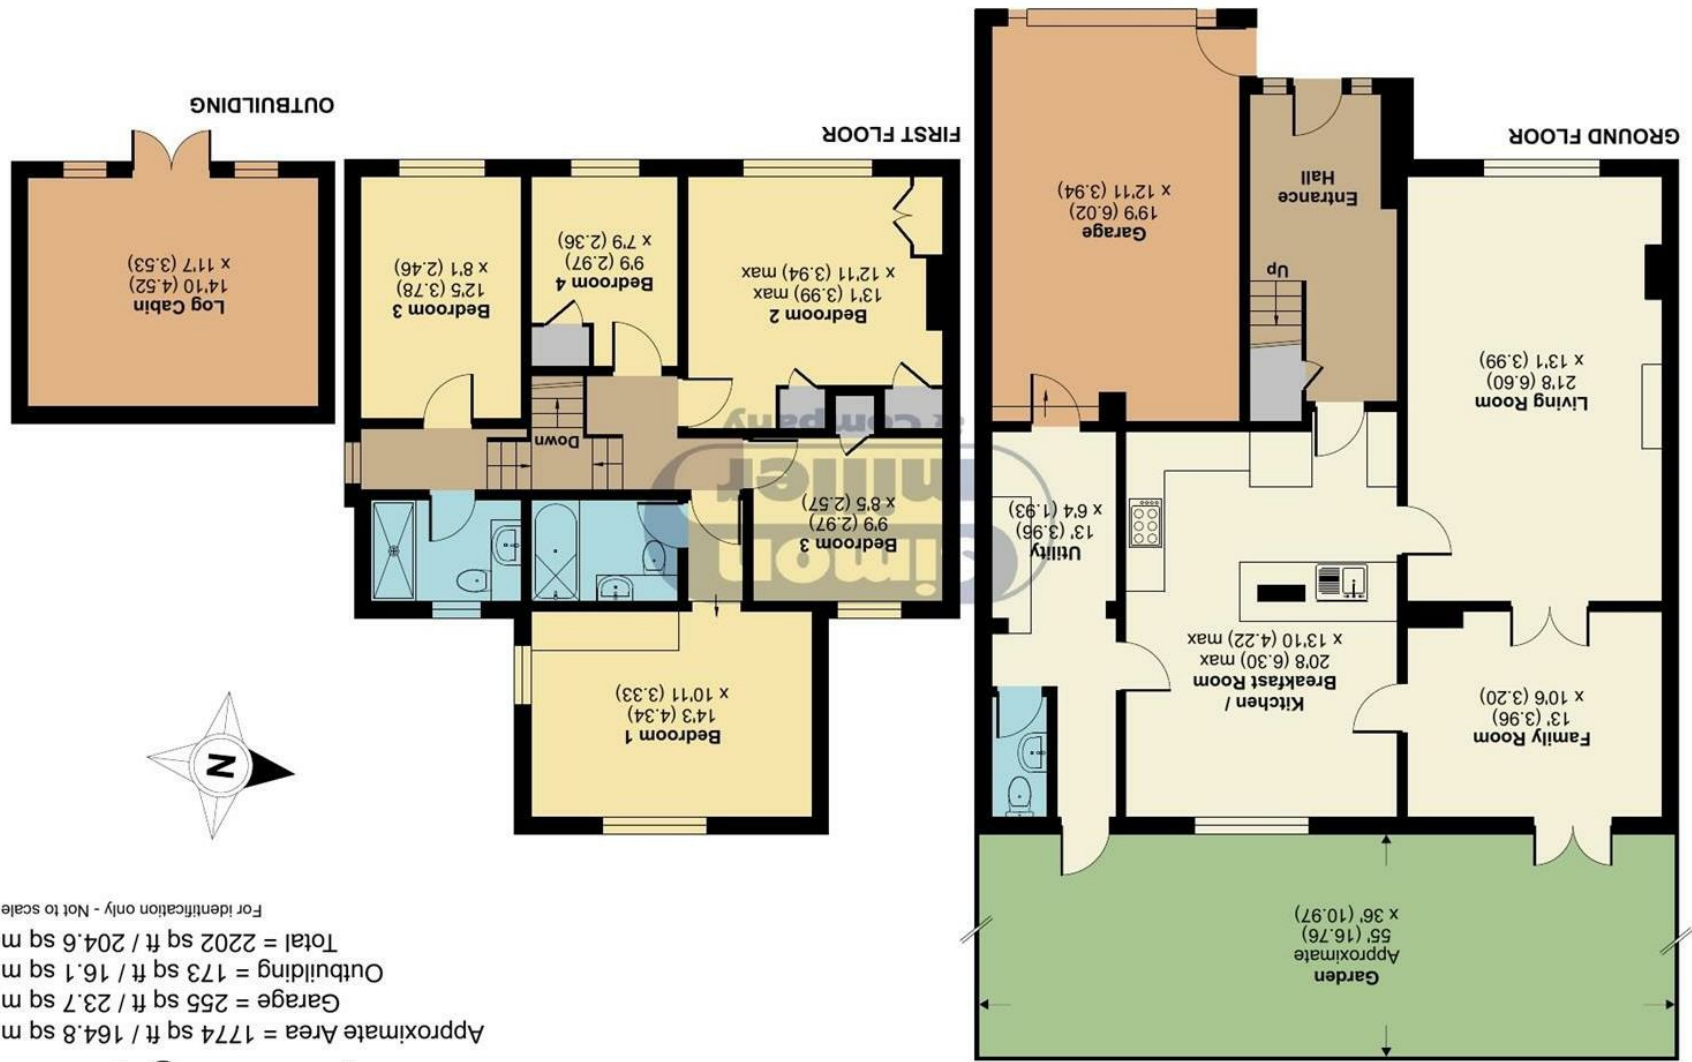 Approximate Area = 1774 sq ft / 164.8 sq m
Garage = 255 sq ft / 23.7 sq m
Outbuilding = 173 sq ft / 16.1 sq m
Total = 2202 sq ft / 204.6 sq m
For identification only - Not to scale
Garden
Approximate
55' (16.76)
x 36' (10.97)
Family Room
13' (3.96)
x 10'6 (3.20)
Kitchen /
Breakfast Room
20'8 (6.30) max
x 13'10 (4.22) max
Utility
13' (3.96)
x 6'4 (1.93)
Living Room
21'8 (6.60)
x 13'1 (3.99)
Up
Entrance
Hall
Garage
19'9 (6.02)
x 12'11 (3.94)
GROUND FLOOR
N
Bedroom 1
14'3 (4.34)
x 10'11 (3.33)
Bedroom 3
9'9 (2.97)
x 8'5 (2.57)
Down
Bedroom 2
13'1 (3.99) max
x 12'11 (3.94) max
Bedroom 4
9'9 (2.97)
x 7'9 (2.36)
Bedroom 3
12'5 (3.78)
x 8'1 (2.46)
FIRST FLOOR
Log Cabin
14'10 (4.52)
x 11'7 (3.53)
OUTBUILDING
simon
miller
& Company